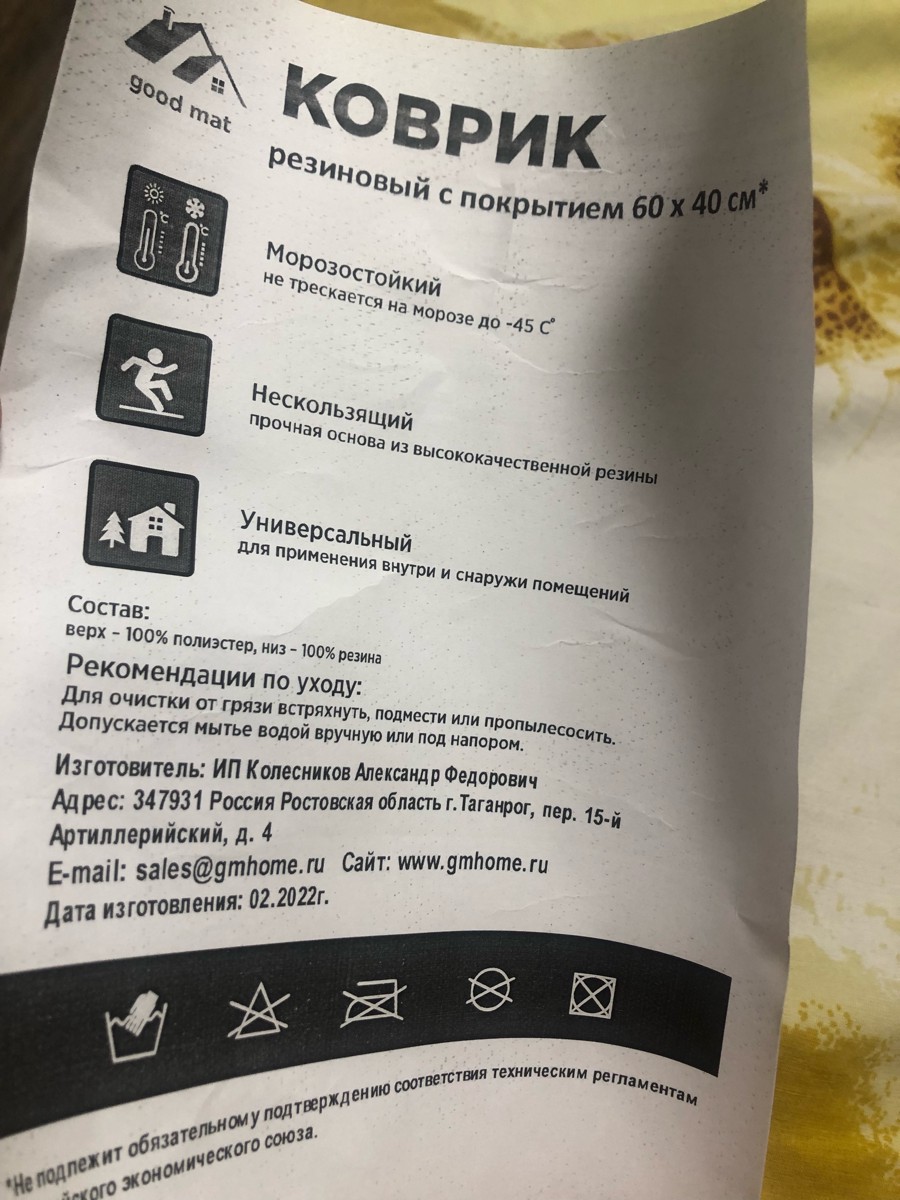 good mat
КОВРИК
резиновый с покрытием 60 х 40 см*
°C °C
Морозостойкий
не трескается на морозе до -45 С°
Нескользящий
прочная основа из высококачественной резины
Универсальный
для применения внутри и снаружи помещений
Состав:
верх – 100% полиэстер, низ – 100% резина
Рекомендации по уходу:
Для очистки от грязи встряхнуть, подмести или пропылесосить.
Допускается мытье водой вручную или под напором.
Изготовитель: ИП Колесников Александр Федорович
Адрес: 347931 Россия Ростовская область г.Таганрог, пер. 15-й
Артиллерийский, д. 4
E-mail: sales@gmhome.ru Сайт: www.gmhome.ru
Дата изготовления: 02.2022г.
*Не подлежит обязательному подтверждению соответствия техническим регламентам
экономического союза.